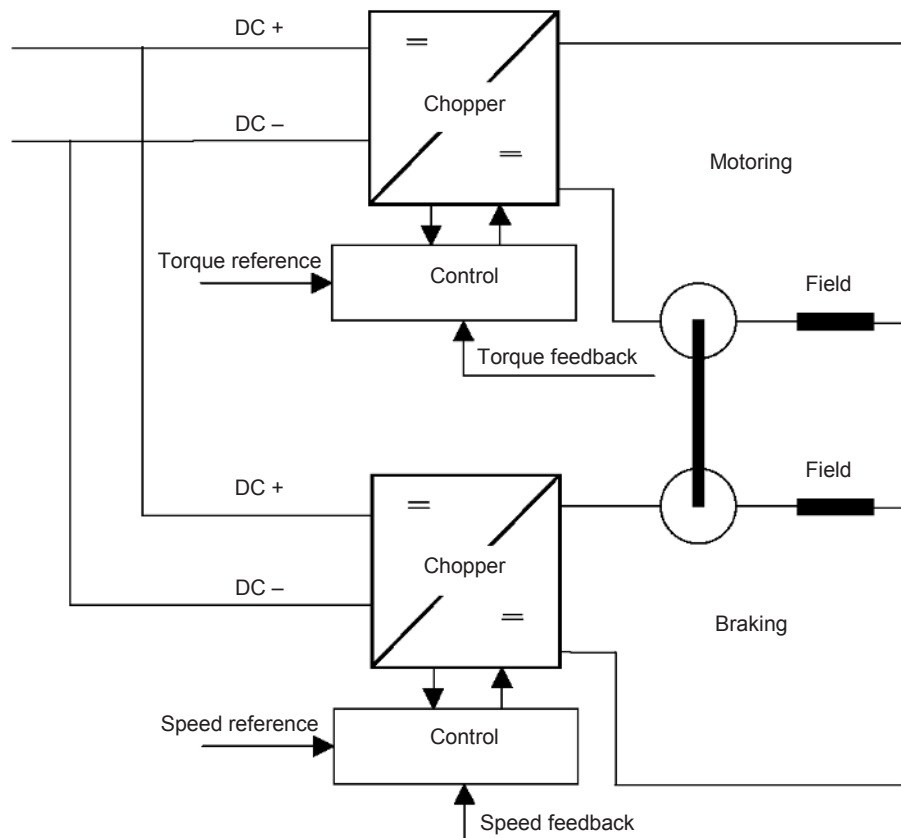 DC +
Chopper
DC –
Motoring
Torque reference
Control
Field
Torque feedback
Field
DC +
Chopper
DC –
Braking
Speed reference
Control
Speed feedback